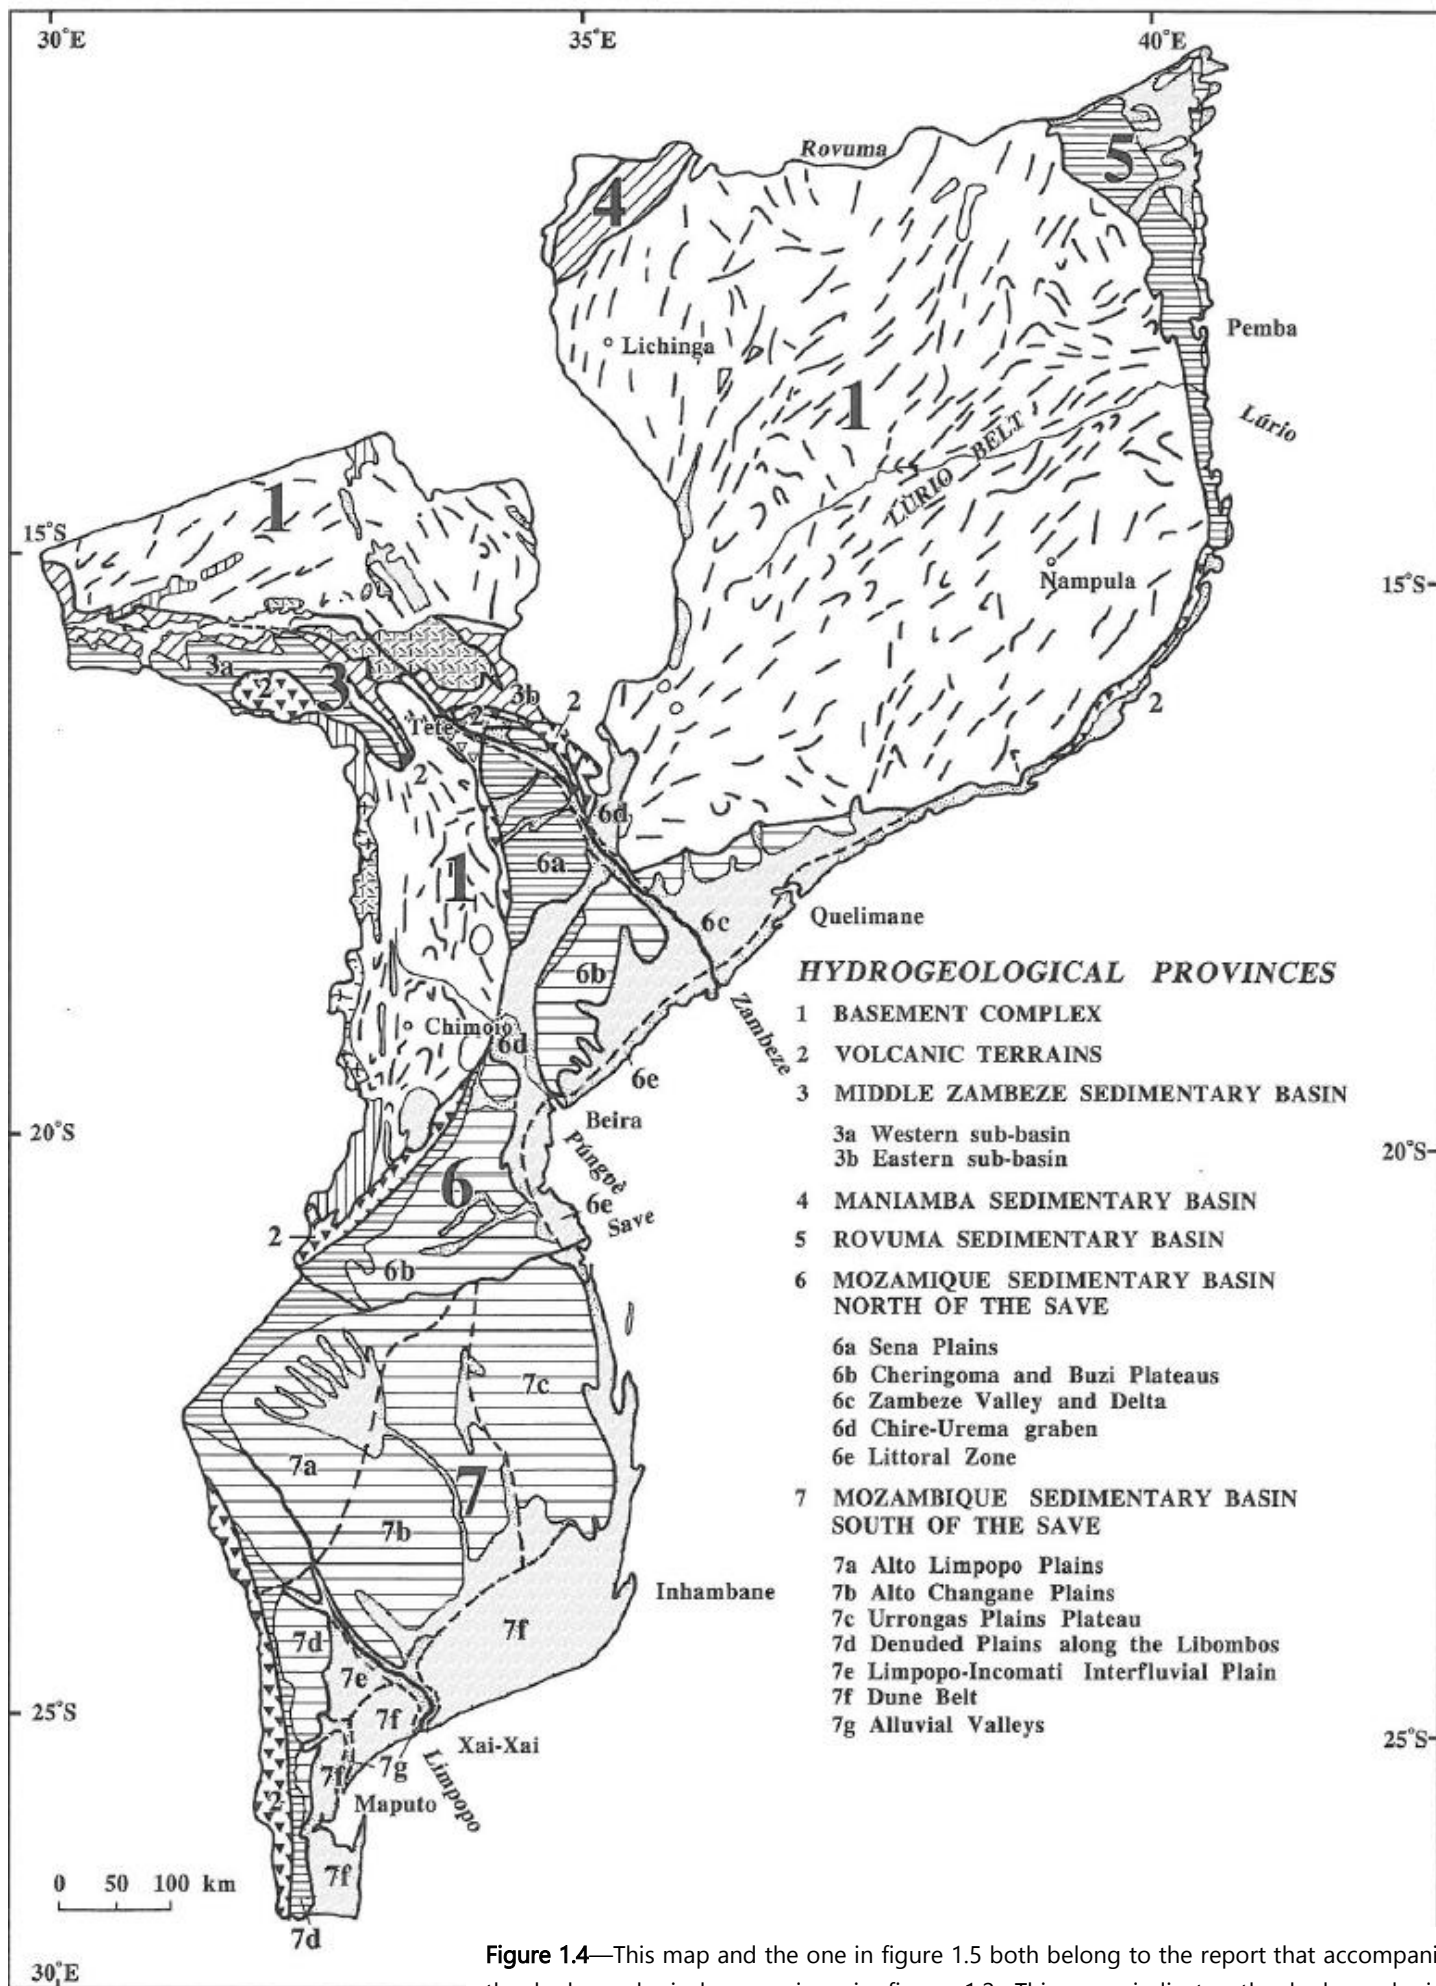 30°E 35°E 40°E
Rovuma
5
4
Lichinga
Pemba
1
Lúrio
LÚRIO BELT
1
15°S
Nampula
15°S
3a
2
3
3b
2
2
2
Tete
2
6d
6a
1
6c
Quelimane
6b
Zambeze
Chimoio
6d
6e
Beira
Púngoè
20°S
20°S
6
6e
Save
2
6b
7c
7a
7
7b
Inhambane
7f
7d
7e
7f
25°S
25°S
Xai-Xai
7g
7f
Limpopo
2
Maputo
7f
7d
HYDROGEOLOGICAL PROVINCES
1 BASEMENT COMPLEX
2 VOLCANIC TERRAINS
3 MIDDLE ZAMBEZE SEDIMENTARY BASIN
3a Western sub-basin
3b Eastern sub-basin
4 MANIAMBA SEDIMENTARY BASIN
5 ROVUMA SEDIMENTARY BASIN
6 MOZAMIQUE SEDIMENTARY BASIN
NORTH OF THE SAVE
6a Sena Plains
6b Cheringoma and Buzi Plateaus
6c Zambeze Valley and Delta
6d Chire-Urema graben
6e Littoral Zone
7 MOZAMBIQUE SEDIMENTARY BASIN
SOUTH OF THE SAVE
7a Alto Limpopo Plains
7b Alto Changane Plains
7c Urrongas Plains Plateau
7d Denuded Plains along the Libombos
7e Limpopo-Incomati Interfluvial Plain
7f Dune Belt
7g Alluvial Valleys
0 50 100 km
30°E
Figure 1.4—This map and the one in figure 1.5 both belong to the report that accompani